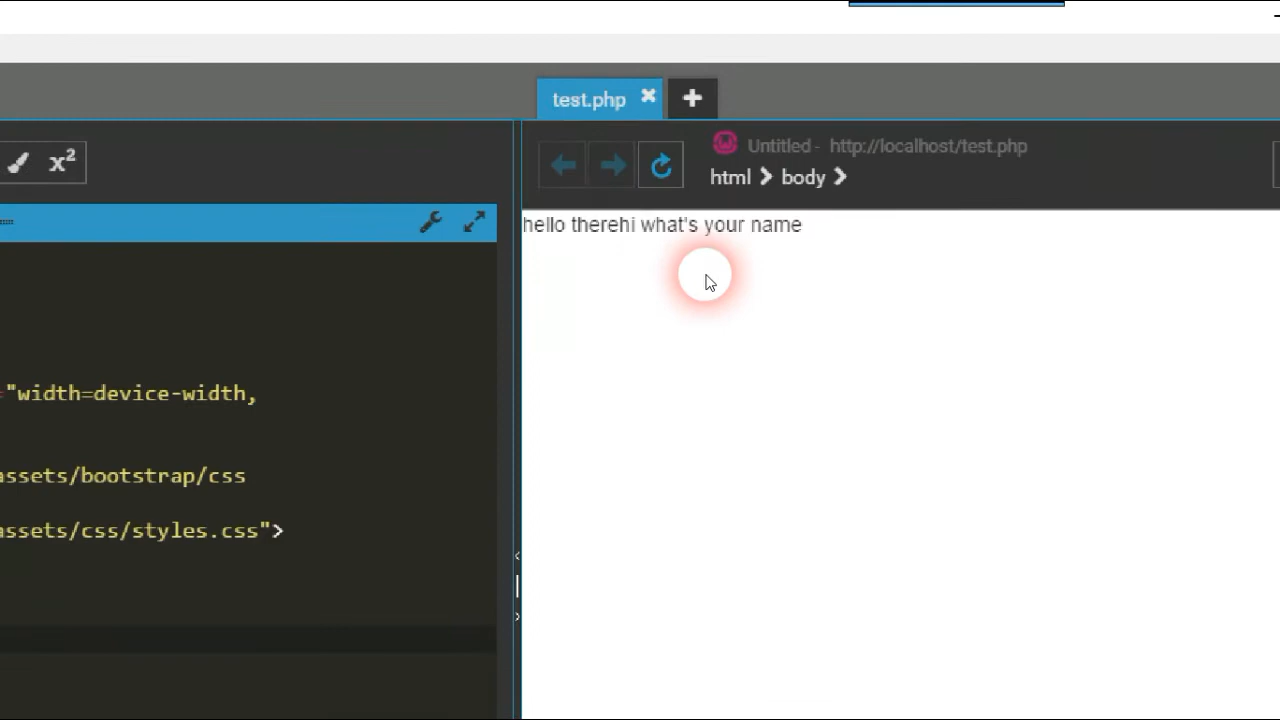 test.php
x²
Untitled - http://localhost/test.php
html body
hello therehi what's your name
="width=device-width,
assets/bootstrap/css
assets/css/styles.css">